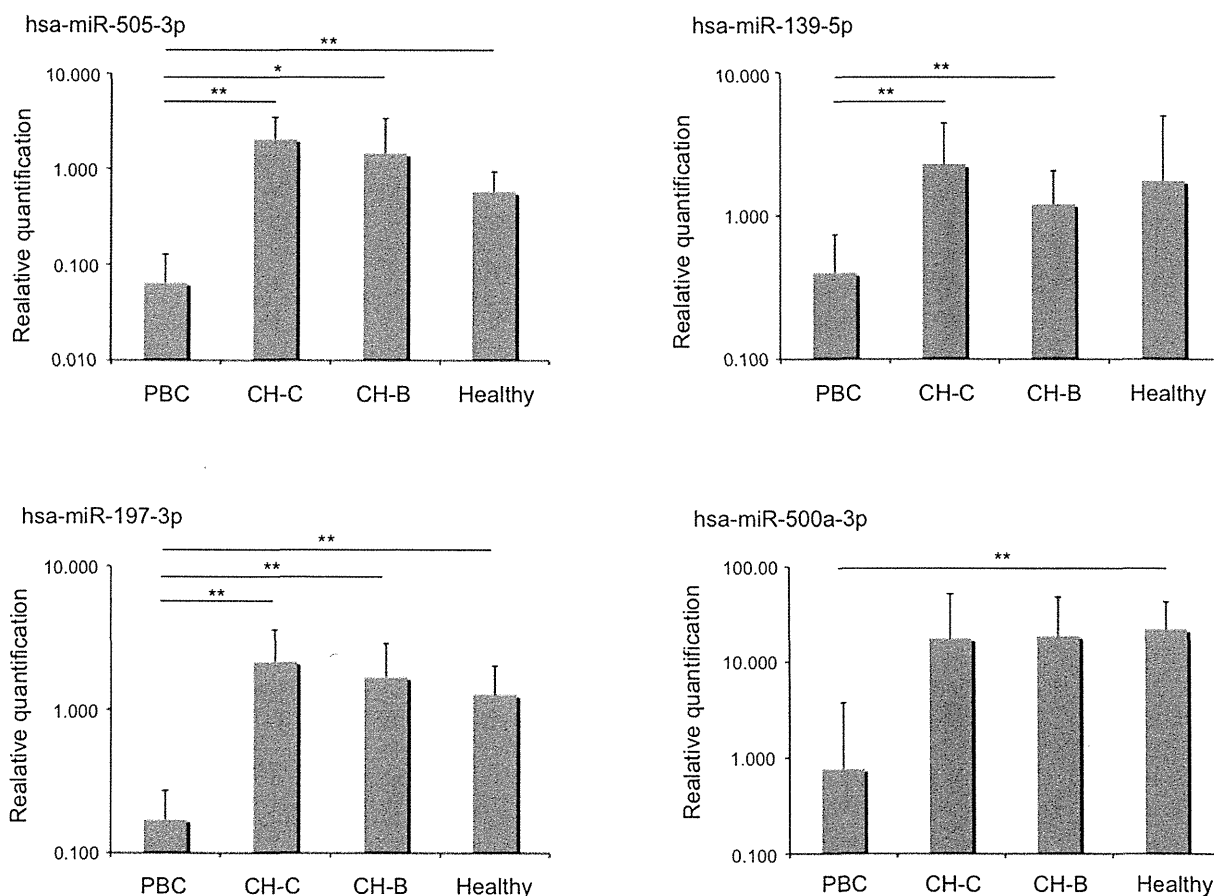 hsa-miR-505-3p
**
*
**
10.000
1.000
0.100
0.010
Realative quantification
PBC CH-C CH-B Healthy
hsa-miR-139-5p
**
**
10.000
1.000
0.100
Realative quantification
PBC CH-C CH-B Healthy
hsa-miR-197-3p
**
**
**
10.000
1.000
0.100
Realative quantification
PBC CH-C CH-B Healthy
hsa-miR-500a-3p
**
100.00
10.000
1.000
0.100
Realative quantification
PBC CH-C CH-B Healthy